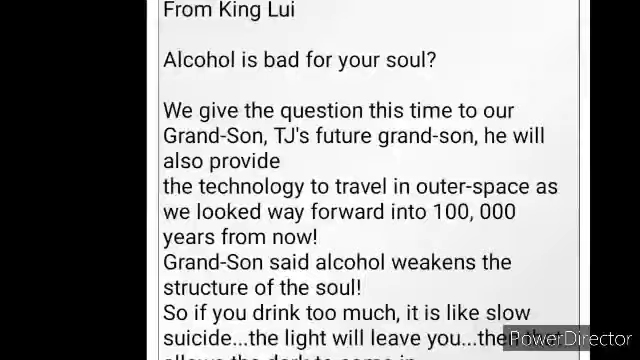 From King Lui
Alcohol is bad for your soul?
We give the question this time to our
Grand-Son, TJ's future grand-son, he will
also provide
the technology to travel in outer-space as
we looked way forward into 100, 000
years from now!
Grand-Son said alcohol weakens the
structure of the soul!
So if you drink too much, it is like slow
suicide...the light will leave you...then that
PowerDirector